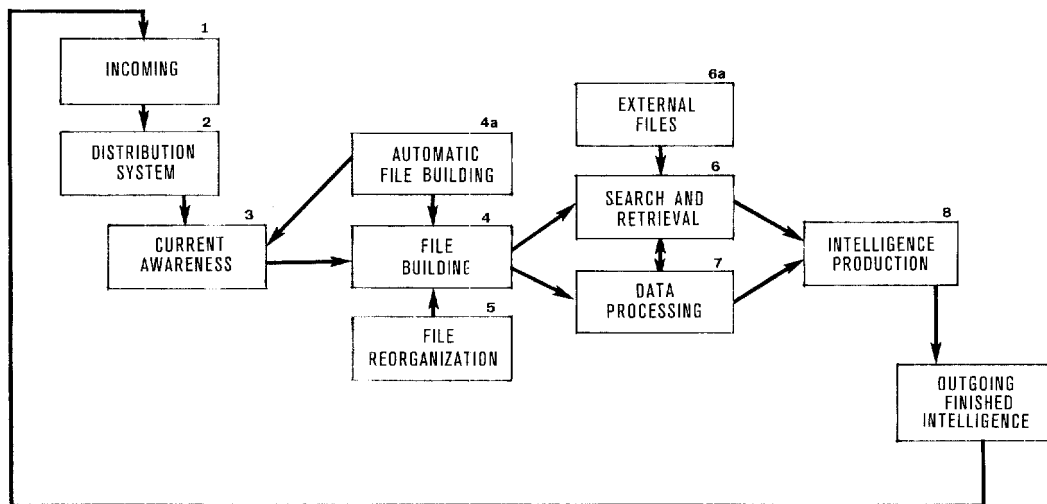 1
INCOMING
2
DISTRIBUTION
SYSTEM
3
CURRENT
AWARENESS
4a
AUTOMATIC
FILE BUILDING
4
FILE
BUILDING
5
FILE
REORGANIZATION
6a
EXTERNAL
FILES
6
SEARCH AND
RETRIEVAL
7
DATA
PROCESSING
8
INTELLIGENCE
PRODUCTION
OUTGOING
FINISHED
INTELLIGENCE